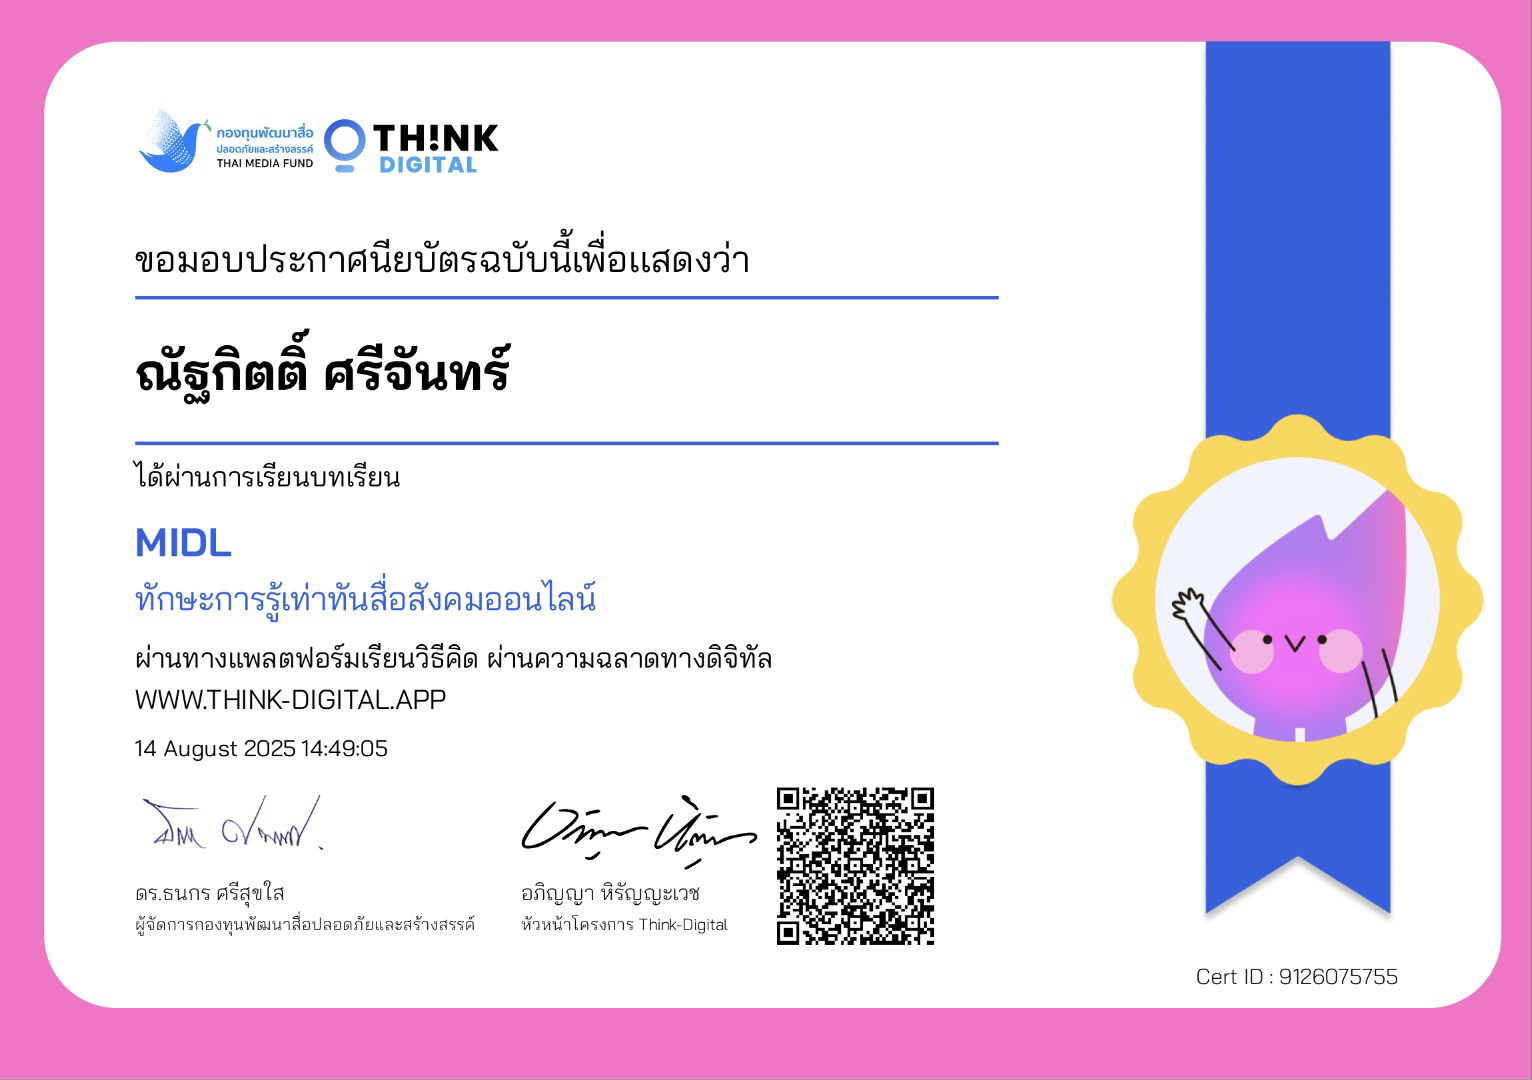 กองทุนพัฒนาสื่อ
ปลอดภัยและสร้างสรรค์
THAI MEDIA FUND
TH!NK
DIGITAL
ขอมอบประกาศนียบัตรฉบับนี้เพื่อแสดงว่า
ณัฐกิตติ์ ศรีจันทร์
ได้ผ่านการเรียนบทเรียน
MIDL
ทักษะการรู้เท่าทันสื่อสังคมออนไลน์
ผ่านทางแพลตฟอร์มเรียนวิธีคิด ผ่านความฉลาดทางดิจิทัล
WWW.THINK-DIGITAL.APP
14 August 2025 14:49:05
ดร.ธนกร ศรีสุขใส
ผู้จัดการกองทุนพัฒนาสื่อปลอดภัยและสร้างสรรค์
อภิญญา หิรัญญะเวช
หัวหน้าโครงการ Think-Digital
Cert ID : 9126075755